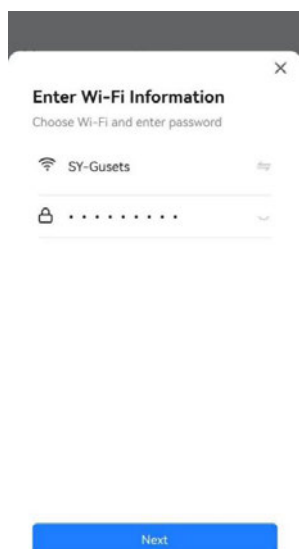 Enter Wi-Fi Information
Choose Wi-Fi and enter password
SY-Gusets
Next